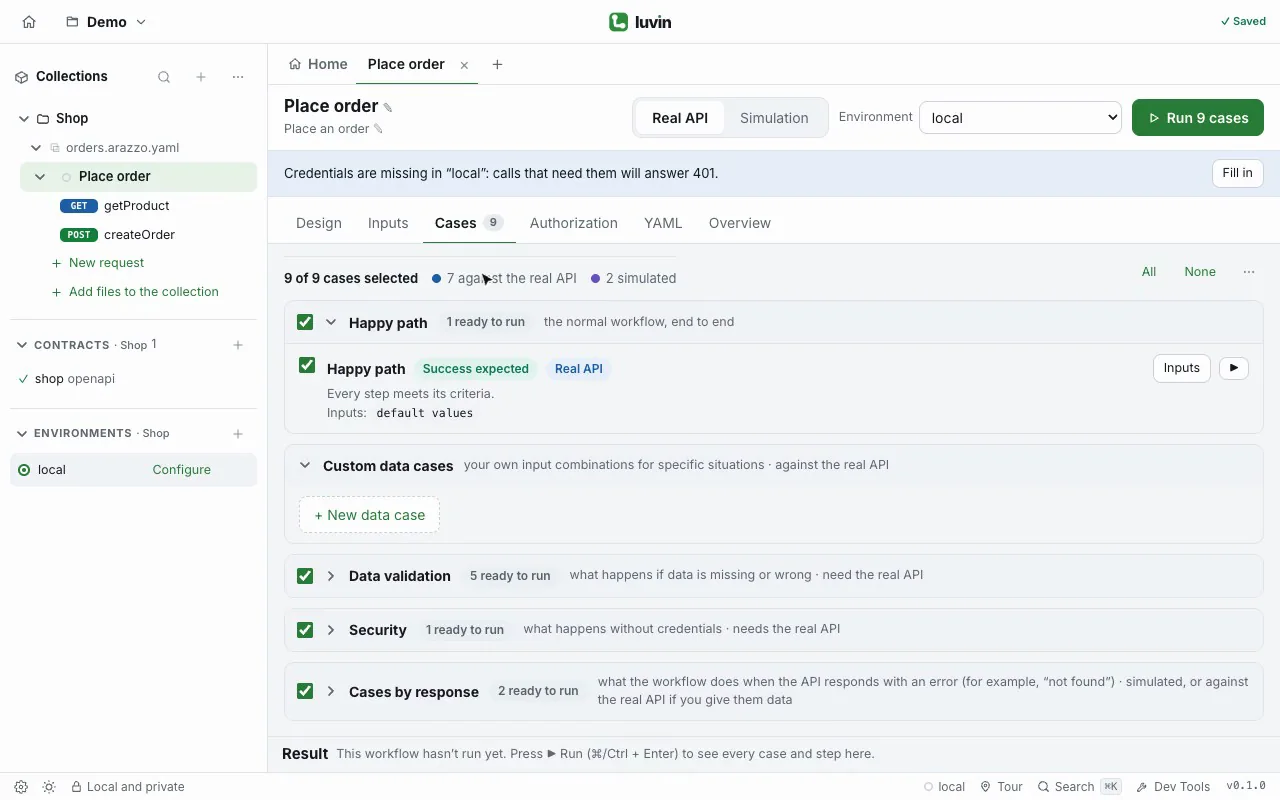 Demo
luvin
Saved
Collections
Home
Place order
Shop
orders.arazzo.yaml
Place order
GET getProduct
POST createOrder
+ New request
+ Add files to the collection
CONTRACTS · Shop 1
shop openapi
ENVIRONMENTS · Shop
local Configure
Place order
Place an order
Real API Simulation
Environment local
Run 9 cases
Credentials are missing in “local”: calls that need them will answer 401.
Fill in
Design Inputs Cases 9 Authorization YAML Overview
9 of 9 cases selected 7 against the real API 2 simulated
All None ···
Happy path 1 ready to run the normal workflow, end to end
Happy path Success expected Real API
Every step meets its criteria.
Inputs: default values
Inputs
Custom data cases your own input combinations for specific situations · against the real API
+ New data case
Data validation 5 ready to run what happens if data is missing or wrong · need the real API
Security 1 ready to run what happens without credentials · needs the real API
Cases by response 2 ready to run what the workflow does when the API responds with an error (for example, “not found”) · simulated, or against
the real API if you give them data
Result This workflow hasn’t run yet. Press ▶ Run (⌘/Ctrl + Enter) to see every case and step here.
Local and private
local Tour Search ⌘K Dev Tools v0.1.0